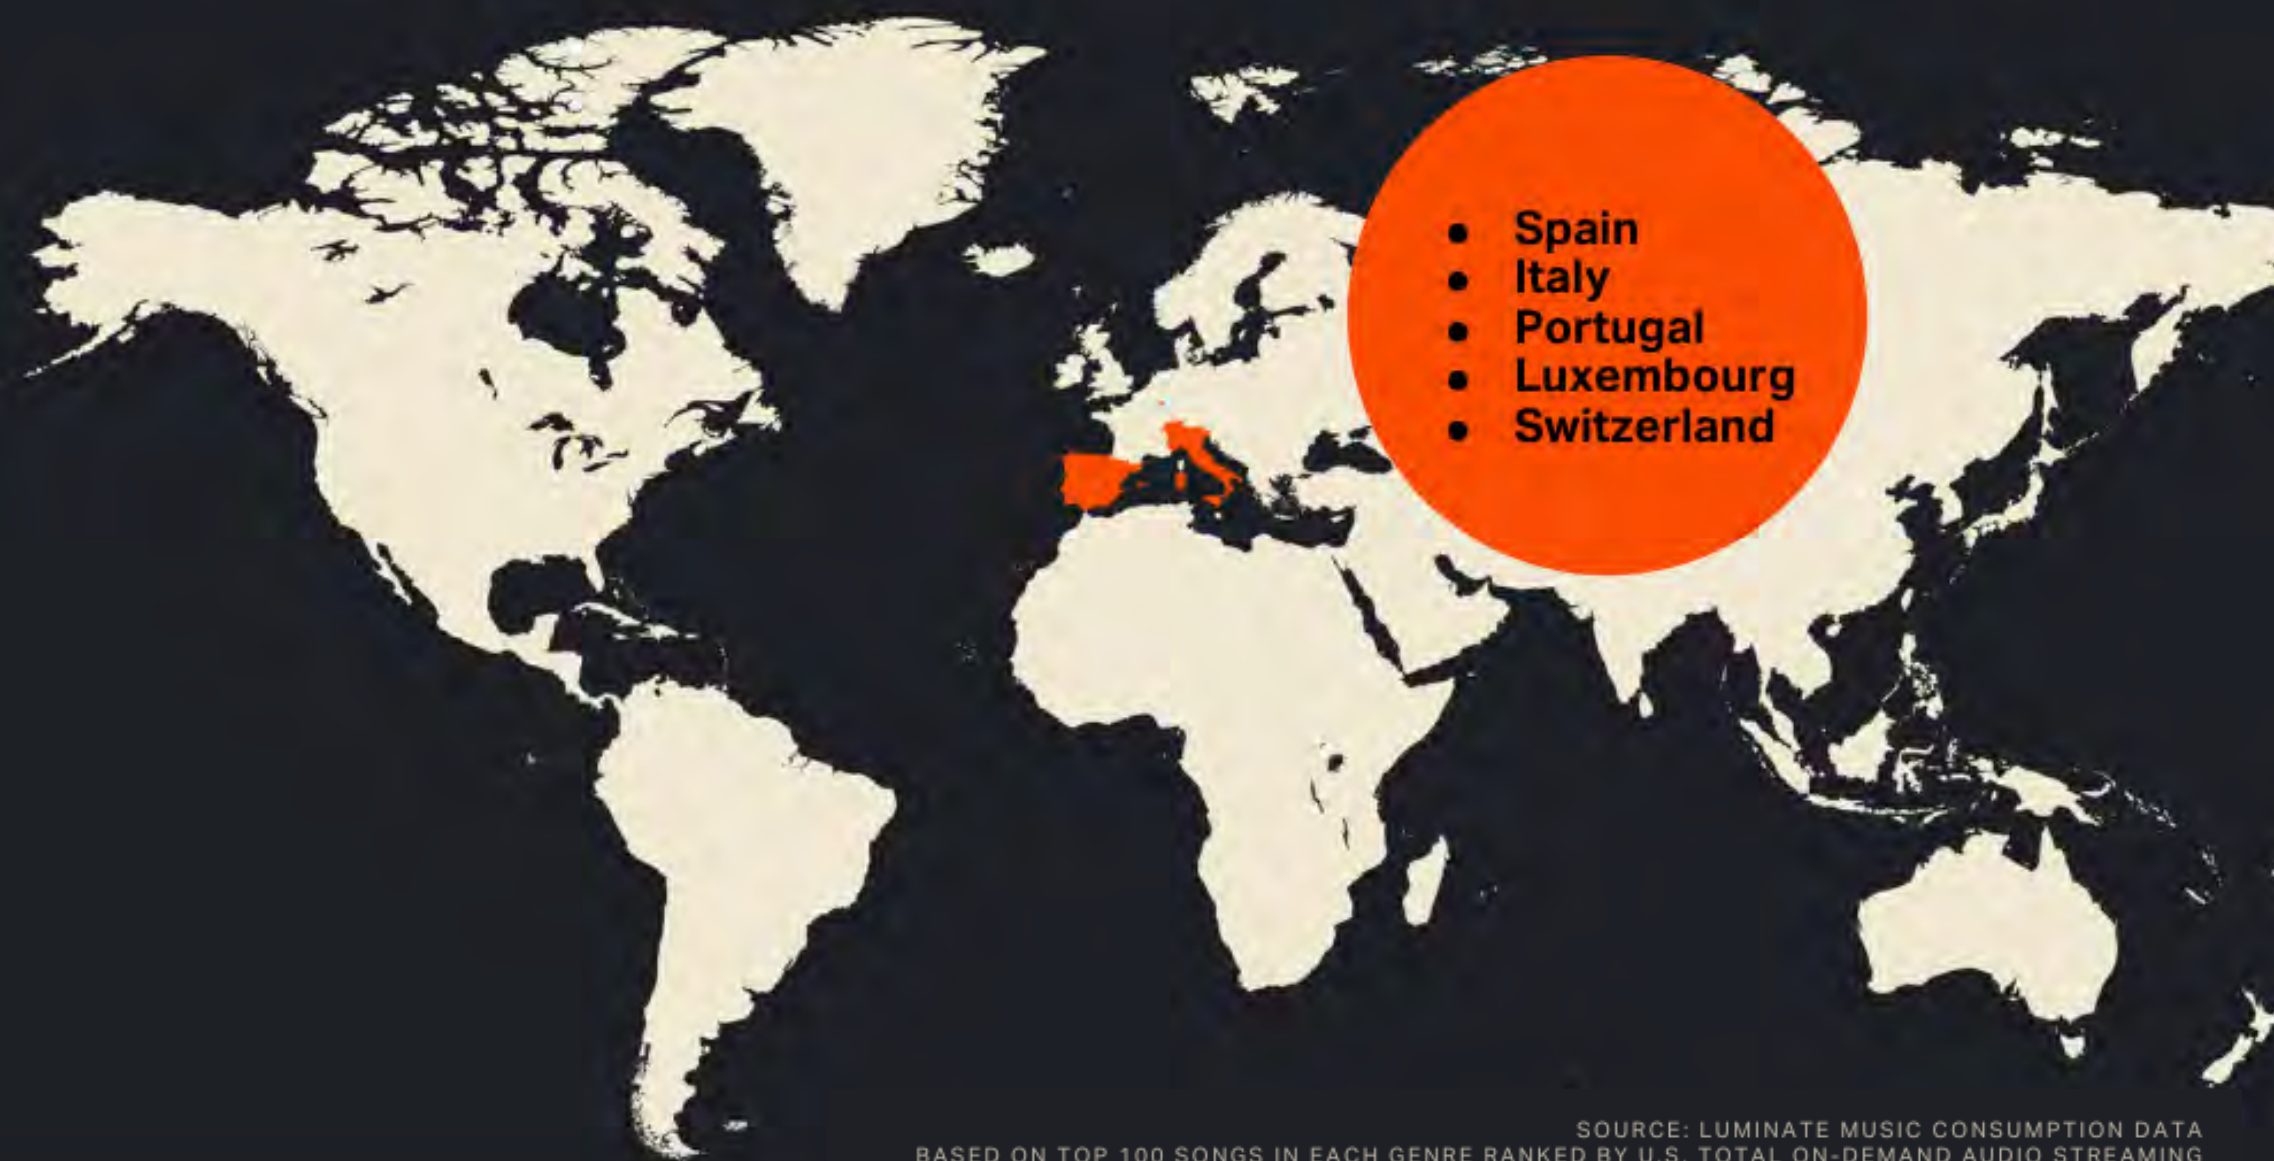 • Spain
• Italy
• Portugal
• Luxembourg
• Switzerland
SOURCE: LUMINATE MUSIC CONSUMPTION DATA
BASED ON TOP 100 SONGS IN EACH GENRE RANKED BY U.S. TOTAL ON-DEMAND AUDIO STREAMING